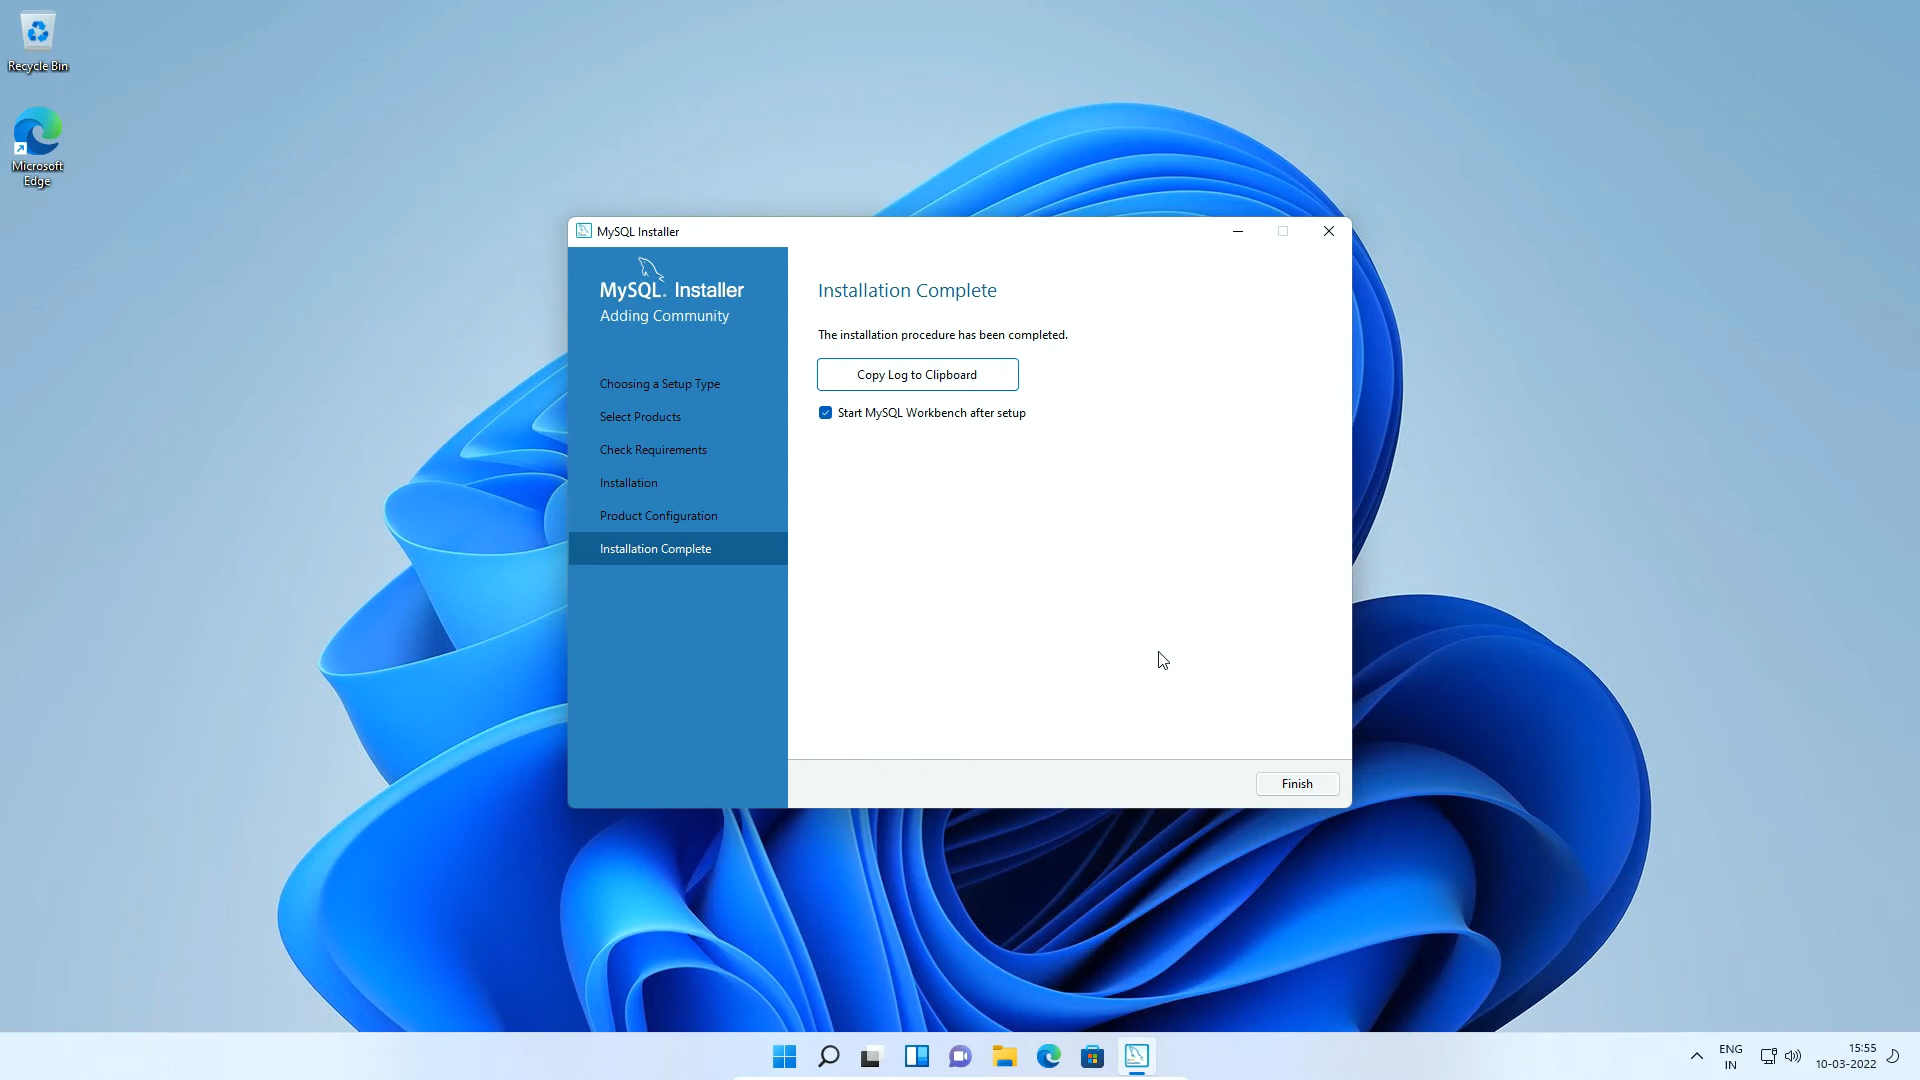 Recycle Bin
Microsoft
Edge
MySQL Installer
MySQL® Installer
Adding Community
Choosing a Setup Type
Select Products
Check Requirements
Installation
Product Configuration
Installation Complete
Installation Complete
The installation procedure has been completed.
Copy Log to Clipboard
Start MySQL Workbench after setup
Finish
ENG
IN
15:55
10-03-2022